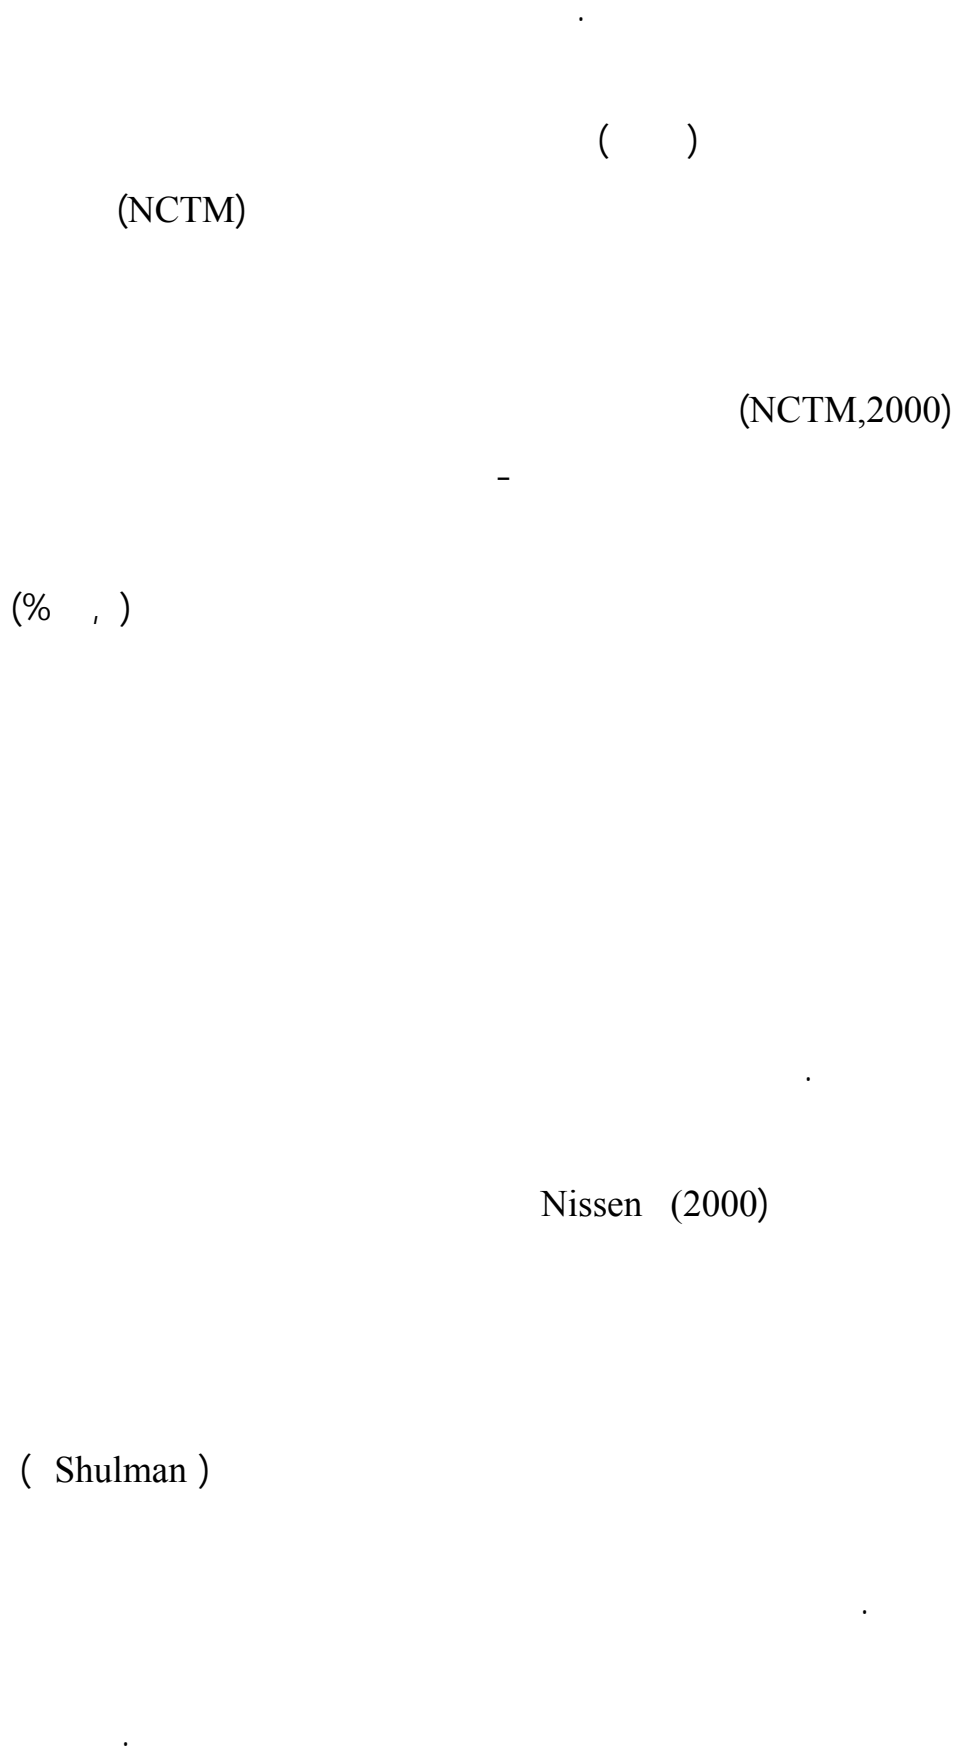 .
(    )
(NCTM)
(NCTM,2000)
-
(%   , )
.
Nissen (2000)
( Shulman )
.
.